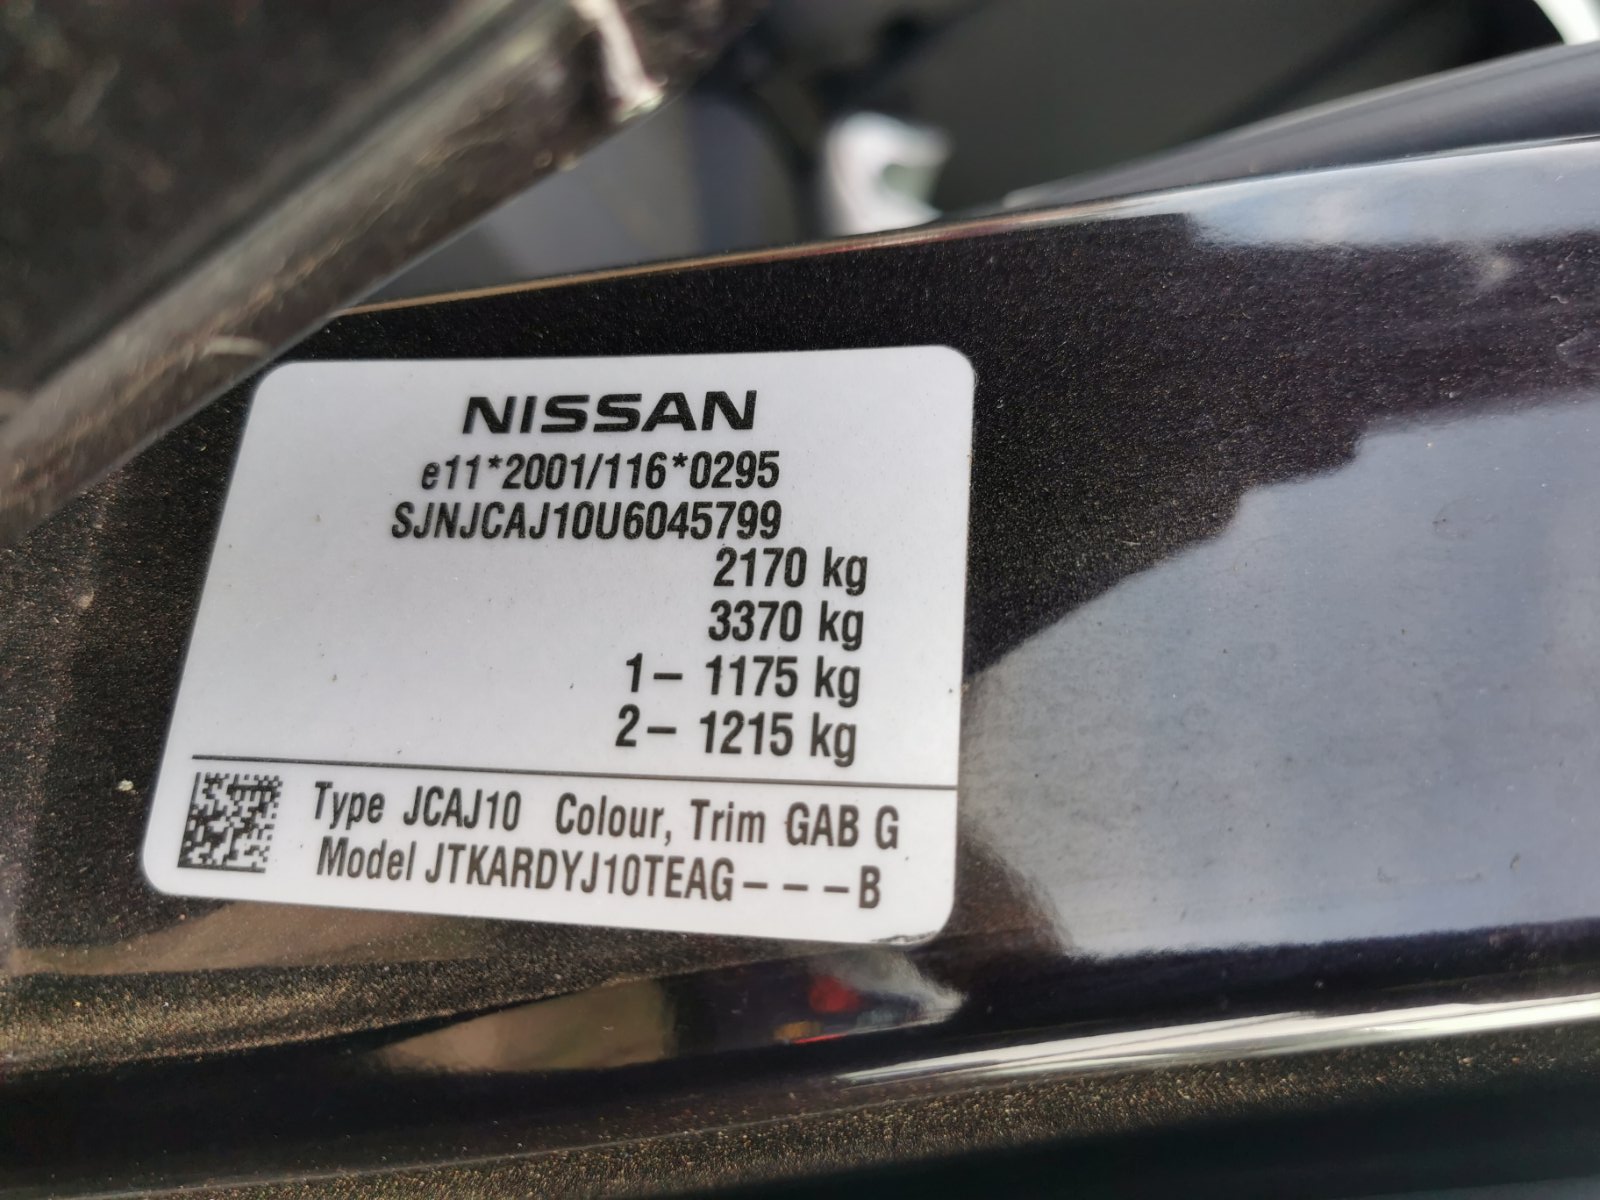 NISSAN
e11*2001/116*0295
SJNJCAJ10U6045799
2170 kg
3370 kg
1– 1175 kg
2– 1215 kg
Type JCAJ10 Colour, Trim GAB G
Model JTKARDYJ10TEAG – – – B